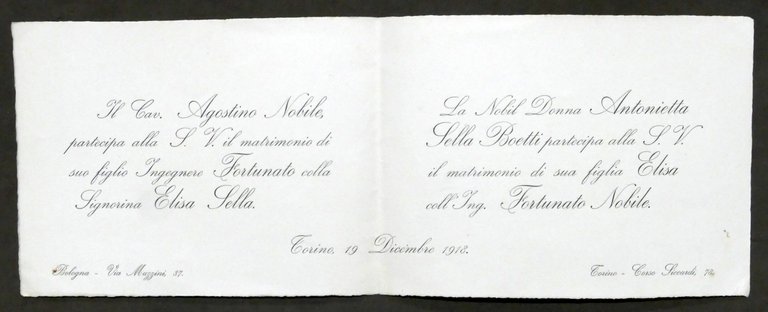 Il Cav. Agostino Nobile,
partecipa alla S. V. il matrimonio di
suo figlio Ingegnere Fortunato colla
Signorina Elisa Sella.
La Nobil Donna Antonietta
Sella Boetti partecipa alla S. V.
il matrimonio di sua figlia Elisa
coll'Ing. Fortunato Nobile.
Torino, 19 Dicembre 1918.
Bologna - Via Mazzini, 37.
Torino - Corso Siccardi,